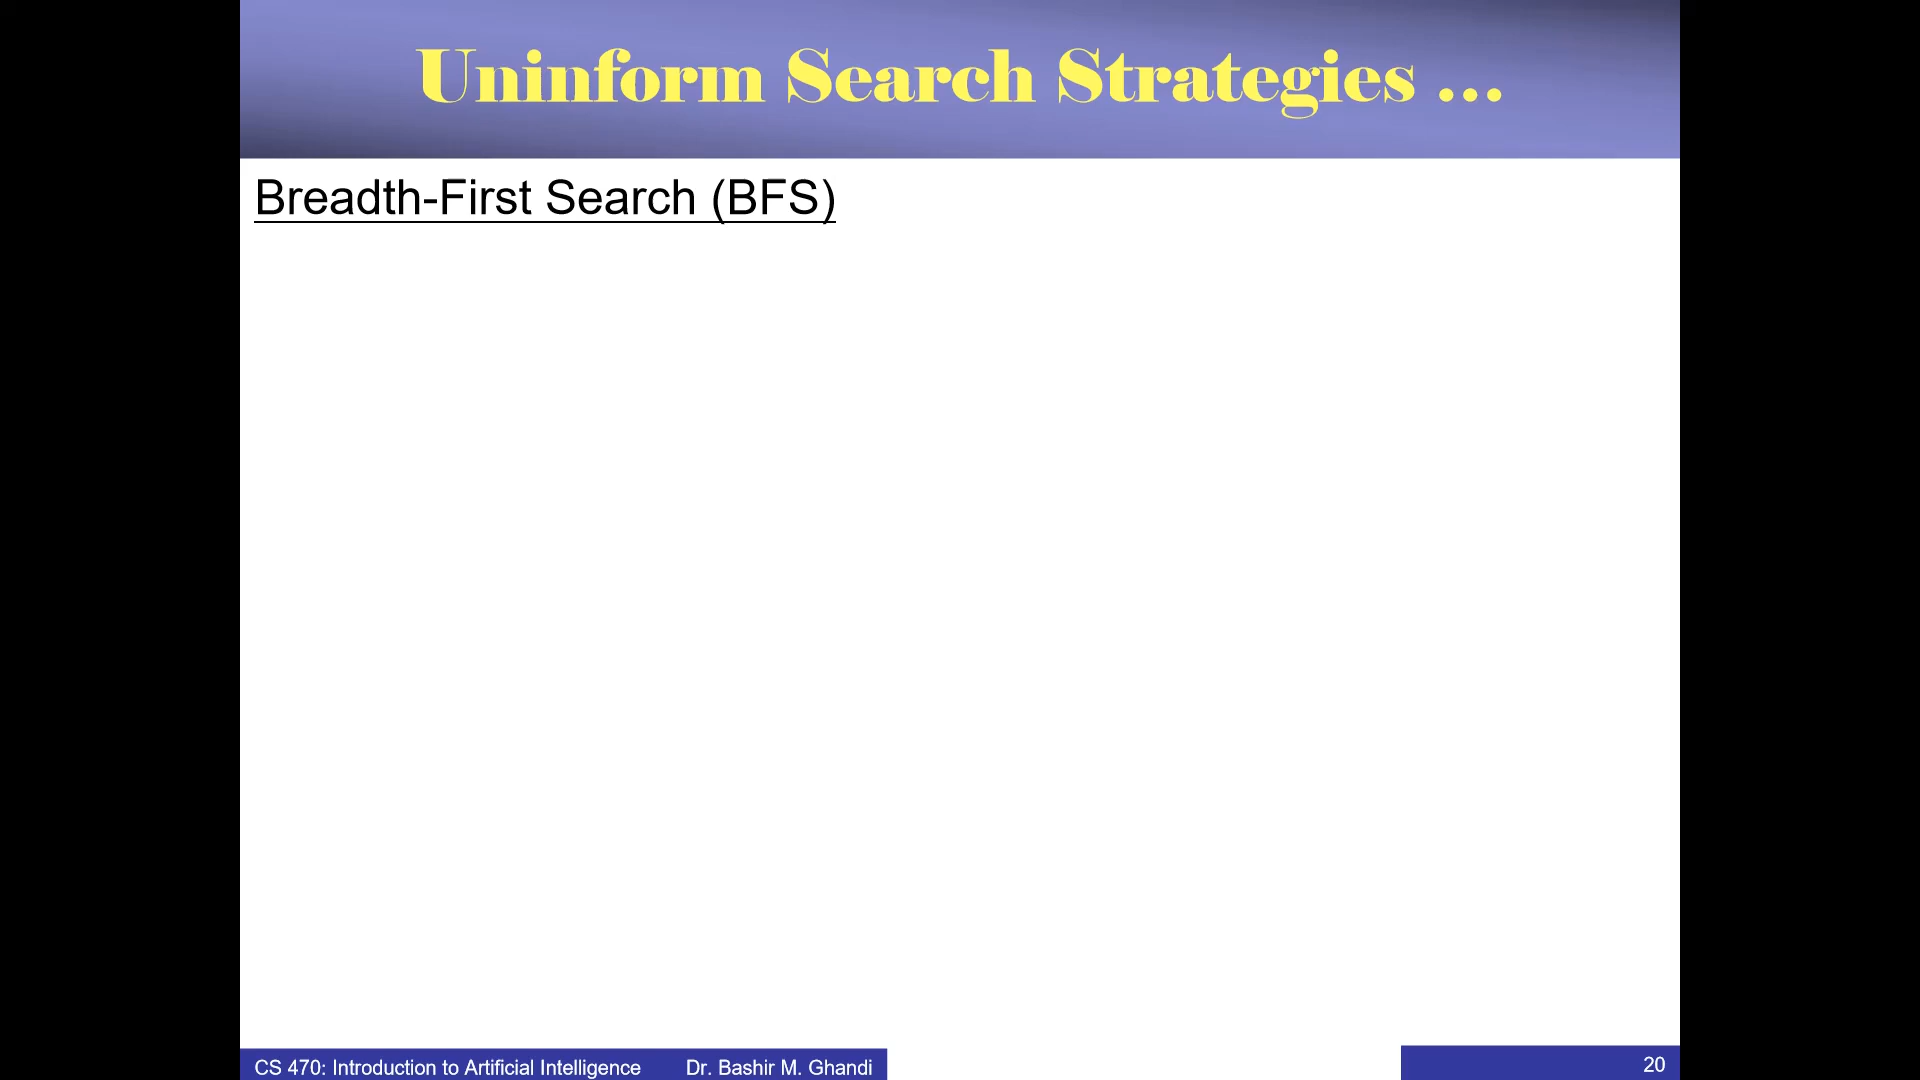 Uninform Search Strategies ...
Breadth-First Search (BFS)
CS 470: Introduction to Artificial Intelligence Dr. Bashir M. Ghandi
20